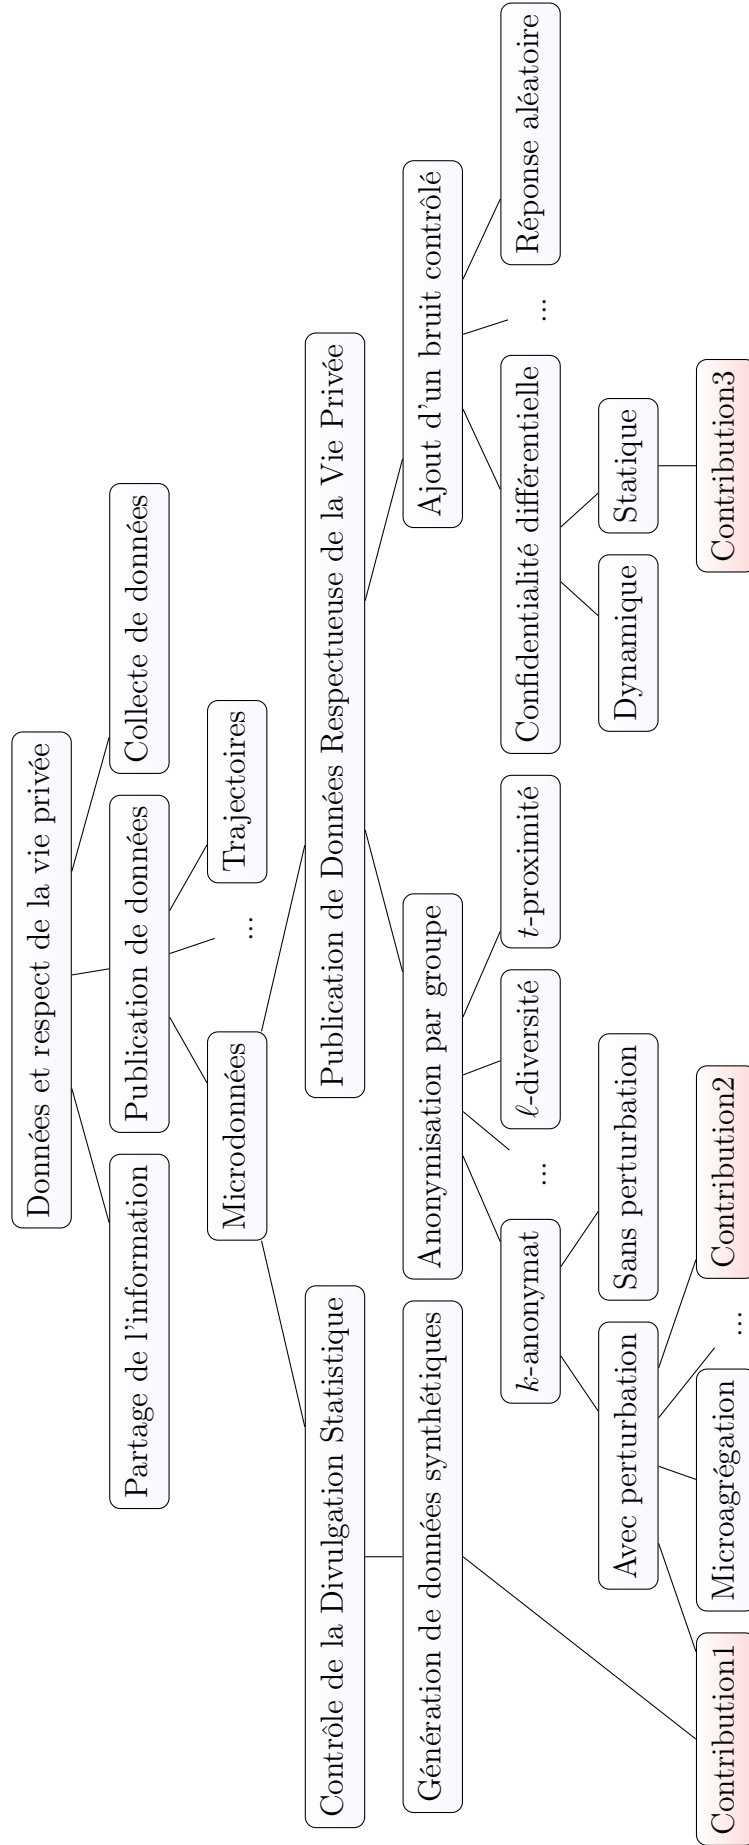 Données et respect de la vie privée
Partage de l'information
Publication de données
Collecte de données
Microdonnées
...
Trajectoires
Contrôle de la Divulgation Statistique
Publication de Données Respectueuse de la Vie Privée
Génération de données synthétiques
Anonymisation par groupe
Ajout d'un bruit contrôlé
k-anonymat
...
ℓ-diversité
t-proximité
Confidentialité différentielle
...
Réponse aléatoire
Avec perturbation
Sans perturbation
Dynamique
Statique
Contribution1
Microagrégation
...
Contribution2
Contribution3